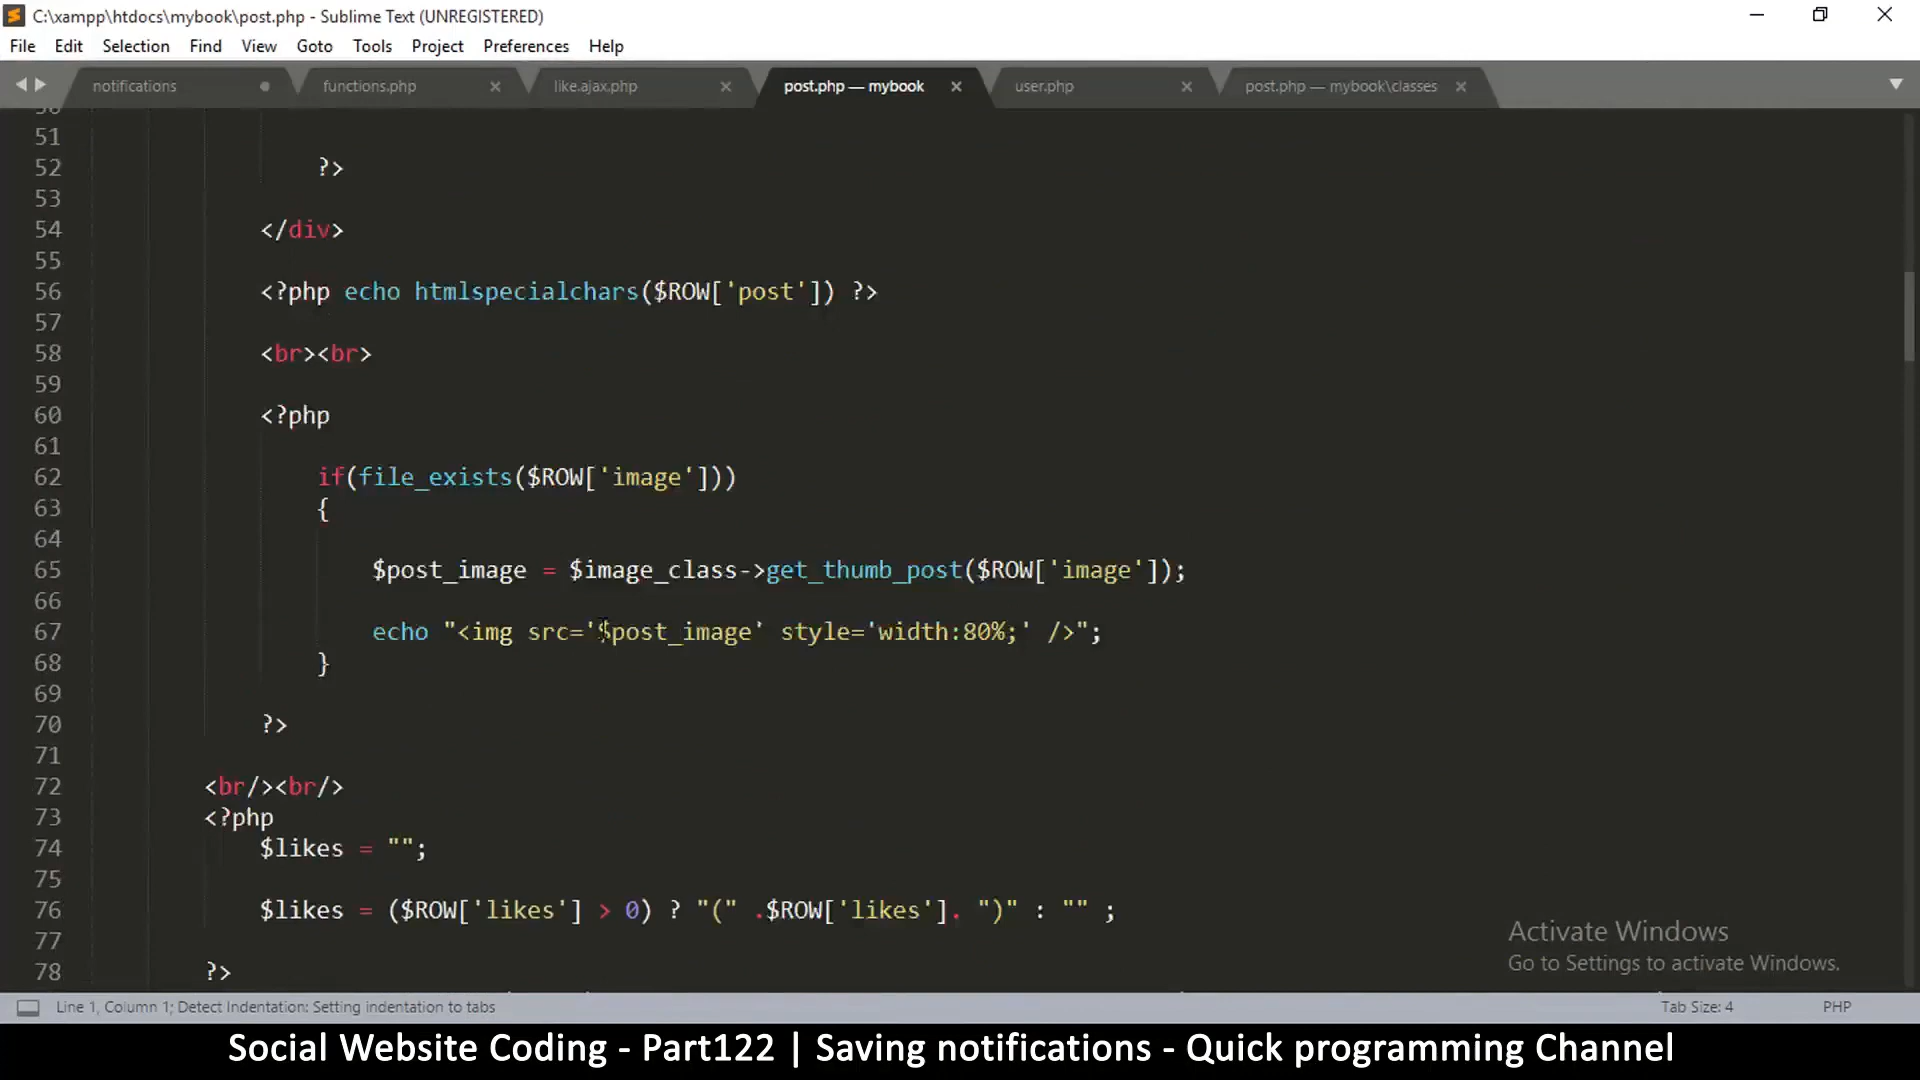 C:\xampp\htdocs\mybook\post.php - Sublime Text (UNREGISTERED)
File Edit Selection Find View Goto Tools Project Preferences Help
notifications functions.php like.ajax.php post.php — mybook user.php post.php — mybook\classes
51
52 ?>
53
54 </div>
55
56 <?php echo htmlspecialchars($ROW['post']) ?>
57
58 <br><br>
59
60 <?php
61
62 if(file_exists($ROW['image']))
63 {
64
65 $post_image = $image_class->get_thumb_post($ROW['image']);
66
67 echo "<img src='$post_image' style='width:80%;' />";
68 }
69
70 ?>
71
72 <br/><br/>
73 <?php
74 $likes = "";
75
76 $likes = ($ROW['likes'] > 0) ? "(" .$ROW['likes']. ")" : "" ;
77
78 ?>
Activate Windows
Go to Settings to activate Windows.
Line 1, Column 1; Detect Indentation: Setting indentation to tabs Tab Size: 4 PHP
Social Website Coding - Part122 | Saving notifications - Quick programming Channel